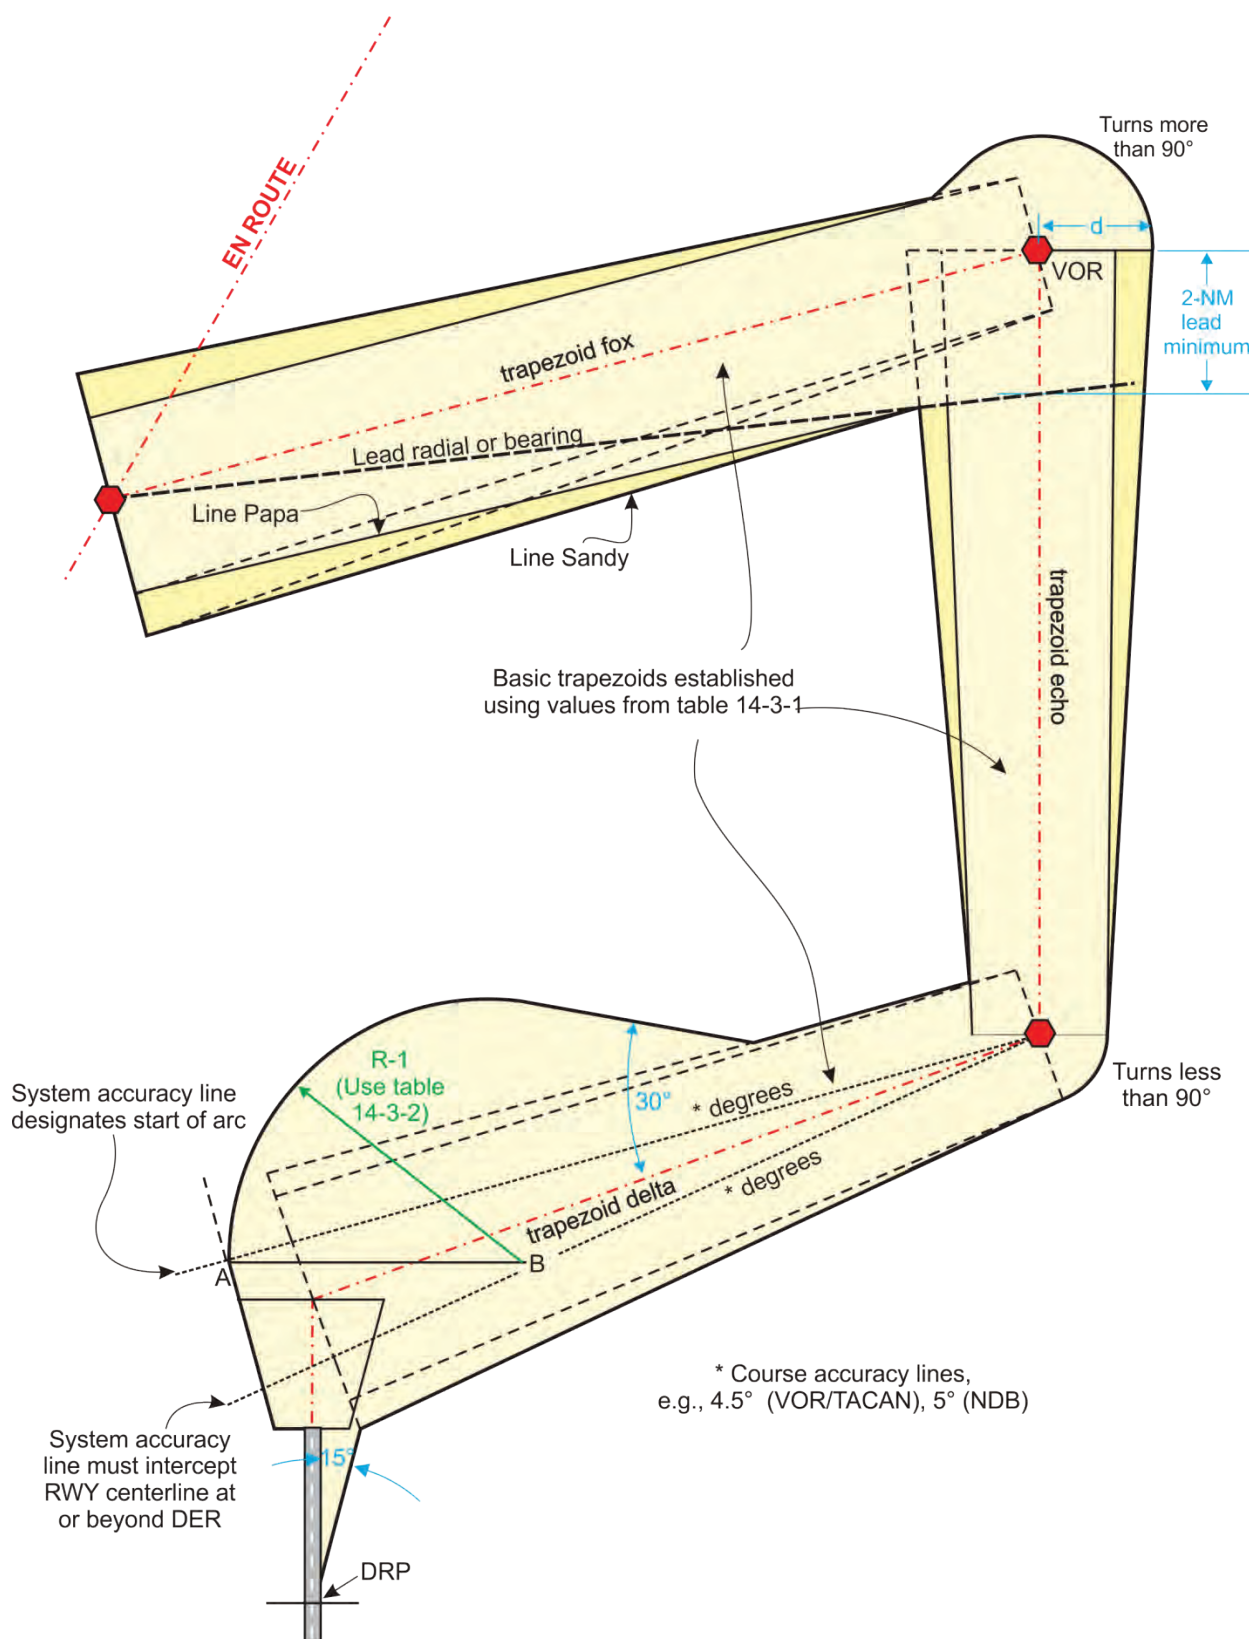 EN ROUTE
Turns more
than 90°
d
VOR
2-NM
lead
minimum
trapezoid fox
Lead radial or bearing
Line Papa
Line Sandy
trapezoid echo
Basic trapezoids established
using values from table 14-3-1
R-1
(Use table
14-3-2)
System accuracy line
designates start of arc
30°
* degrees
Turns less
than 90°
* degrees
trapezoid delta
A
B
* Course accuracy lines,
e.g., 4.5° (VOR/TACAN), 5° (NDB)
System accuracy
line must intercept
RWY centerline at
or beyond DER
15°
DRP